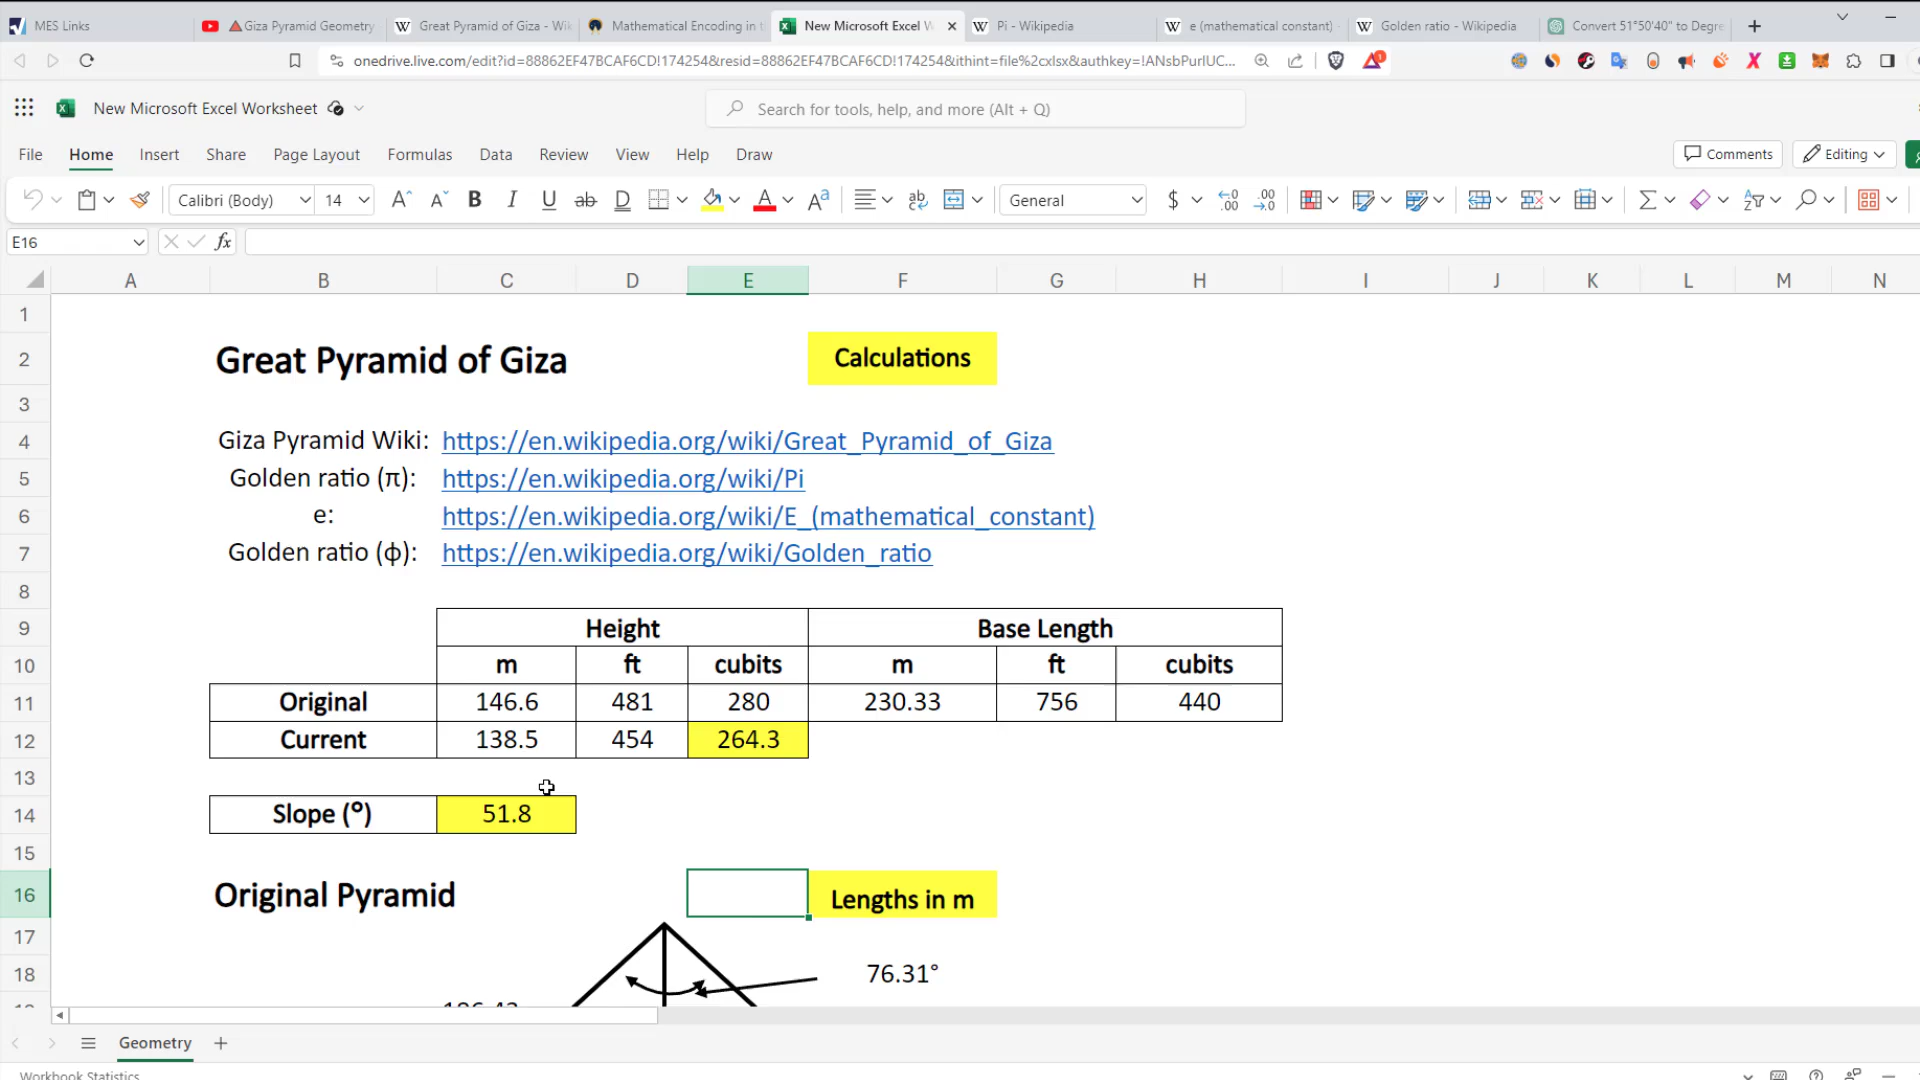 MES Links
Giza Pyramid Geometry
Great Pyramid of Giza - Wik
Mathematical Encoding in t
New Microsoft Excel W
Pi - Wikipedia
e (mathematical constant)
Golden ratio - Wikipedia
Convert 51°50'40" to Degre
onedrive.live.com/edit?id=88862EF47BCAF6CD!174254&resid=88862EF47BCAF6CD!174254&ithint=file%2cxlsx&authkey=!ANsbPurlUC...
New Microsoft Excel Worksheet
Search for tools, help, and more (Alt + Q)
File Home Insert Share Page Layout Formulas Data Review View Help Draw
Comments Editing
Calibri (Body) 14 General
E16
A B C D E F G H I J K L M N
1
2 Great Pyramid of Giza Calculations
3
4 Giza Pyramid Wiki: https://en.wikipedia.org/wiki/Great_Pyramid_of_Giza
5 Golden ratio (π): https://en.wikipedia.org/wiki/Pi
6 e: https://en.wikipedia.org/wiki/E_(mathematical_constant)
7 Golden ratio (φ): https://en.wikipedia.org/wiki/Golden_ratio
8
9 Height Base Length
10 m ft cubits m ft cubits
11 Original 146.6 481 280 230.33 756 440
12 Current 138.5 454 264.3
13
14 Slope (°) 51.8
15
16 Original Pyramid Lengths in m
17
18 76.31°
Geometry
Workbook Statistics